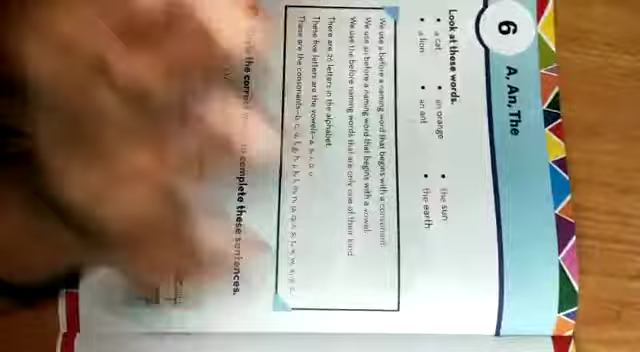 6
A, An, The
Look at these words.
• a cat • an orange • the sun
• a lion • an ant • the earth
We use a before a naming word that begins with a consonant.
We use an before a naming word that begins with a vowel.
We use the before naming words that are only one of their kind.
There are 26 letters in the alphabet.
These five letters are the vowels–a, e, i, o, u
These are the consonants–b, c, d, f, g, h, j, k, l, m, n, p, q, r, s, t, v, w, x, y, z
the correct to complete these sentences.